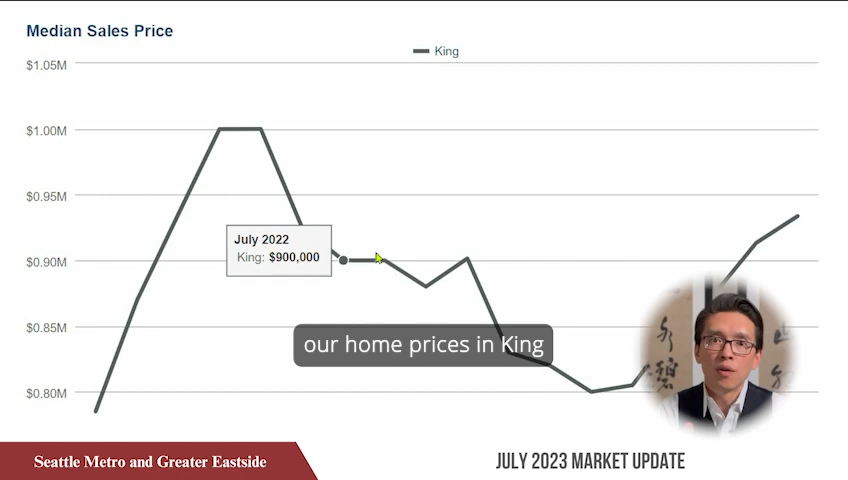 Median Sales Price
King
$1.05M
$1.00M
$0.95M
$0.90M
$0.85M
$0.80M
July 2022
King: $900,000
our home prices in King
Seattle Metro and Greater Eastside
JULY 2023 MARKET UPDATE